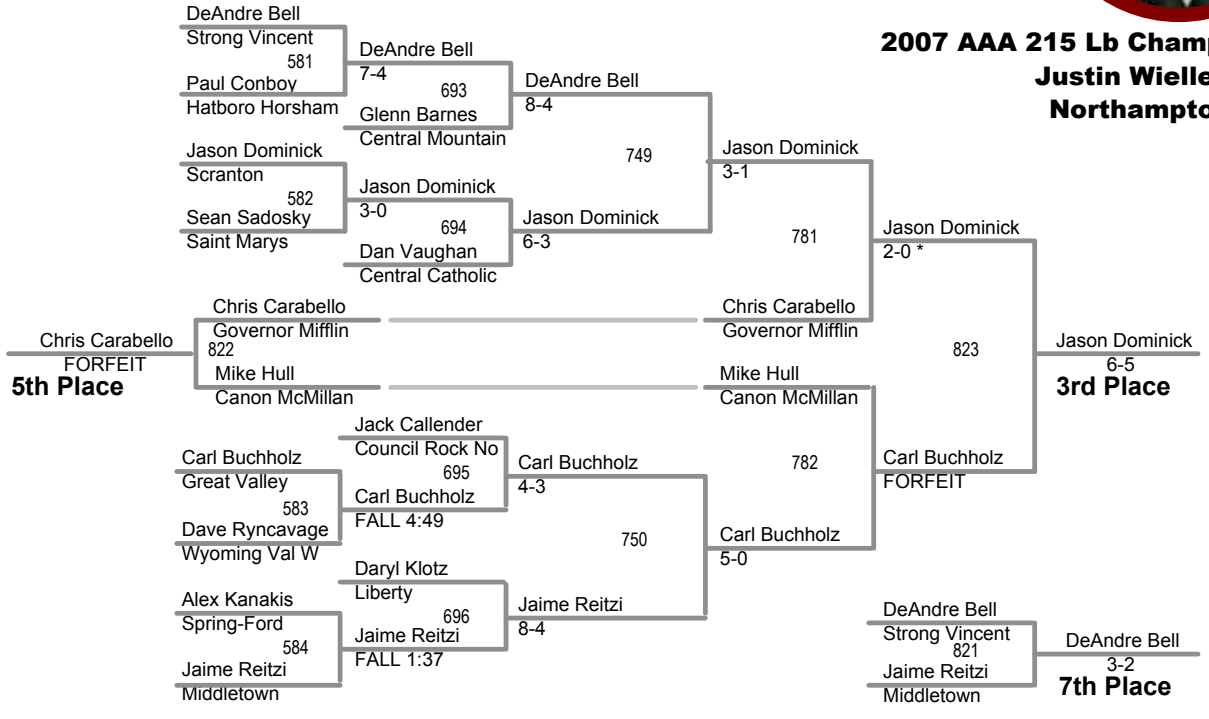 2007 AAA 215 Lb Champ
Justin Wielle
Northampto
DeAndre Bell
Strong Vincent
581
Paul Conboy
Hatboro Horsham
DeAndre Bell
7-4
693
Glenn Barnes
Central Mountain
DeAndre Bell
8-4
Jason Dominick
Scranton
582
Sean Sadosky
Saint Marys
Jason Dominick
3-0
694
Dan Vaughan
Central Catholic
Jason Dominick
6-3
749
Jason Dominick
3-1
781
Chris Carabello
Governor Mifflin
Jason Dominick
2-0 *
Chris Carabello
Governor Mifflin
822
Mike Hull
Canon McMillan
Chris Carabello
FORFEIT
5th Place
Mike Hull
Canon McMillan
823
Jason Dominick
6-5
3rd Place
Jack Callender
Council Rock No
695
Carl Buchholz
Great Valley
583
Dave Ryncavage
Wyoming Val W
Carl Buchholz
FALL 4:49
Carl Buchholz
4-3
750
782
Carl Buchholz
FORFEIT
Carl Buchholz
5-0
Daryl Klotz
Liberty
696
Alex Kanakis
Spring-Ford
584
Jaime Reitzi
Middletown
Jaime Reitzi
FALL 1:37
Jaime Reitzi
8-4
DeAndre Bell
Strong Vincent
821
Jaime Reitzi
Middletown
DeAndre Bell
3-2
7th Place